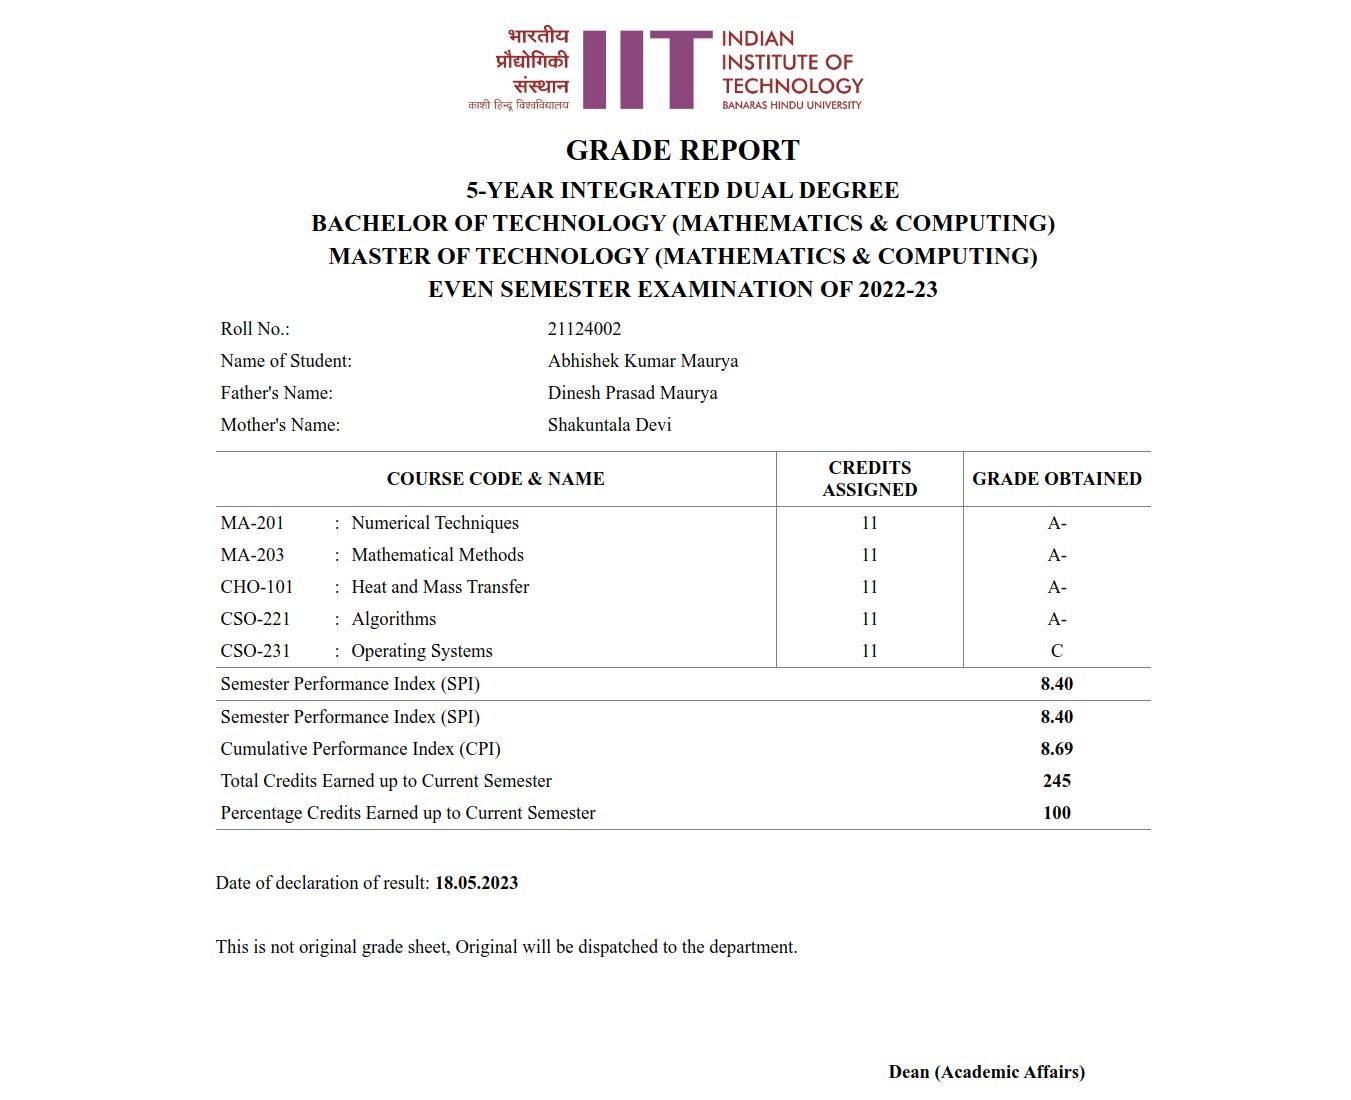 भारतीय
प्रौद्योगिकी
संस्थान
काशी हिन्दू विश्वविद्यालय
IIT
INDIAN
INSTITUTE OF
TECHNOLOGY
BANARAS HINDU UNIVERSITY
GRADE REPORT
5-YEAR INTEGRATED DUAL DEGREE
BACHELOR OF TECHNOLOGY (MATHEMATICS & COMPUTING)
MASTER OF TECHNOLOGY (MATHEMATICS & COMPUTING)
EVEN SEMESTER EXAMINATION OF 2022-23
Roll No.: 21124002
Name of Student: Abhishek Kumar Maurya
Father's Name: Dinesh Prasad Maurya
Mother's Name: Shakuntala Devi
COURSE CODE & NAME CREDITS ASSIGNED GRADE OBTAINED
MA-201 : Numerical Techniques 11 A-
MA-203 : Mathematical Methods 11 A-
CHO-101 : Heat and Mass Transfer 11 A-
CSO-221 : Algorithms 11 A-
CSO-231 : Operating Systems 11 C
Semester Performance Index (SPI) 8.40
Semester Performance Index (SPI) 8.40
Cumulative Performance Index (CPI) 8.69
Total Credits Earned up to Current Semester 245
Percentage Credits Earned up to Current Semester 100
Date of declaration of result: 18.05.2023
This is not original grade sheet, Original will be dispatched to the department.
Dean (Academic Affairs)